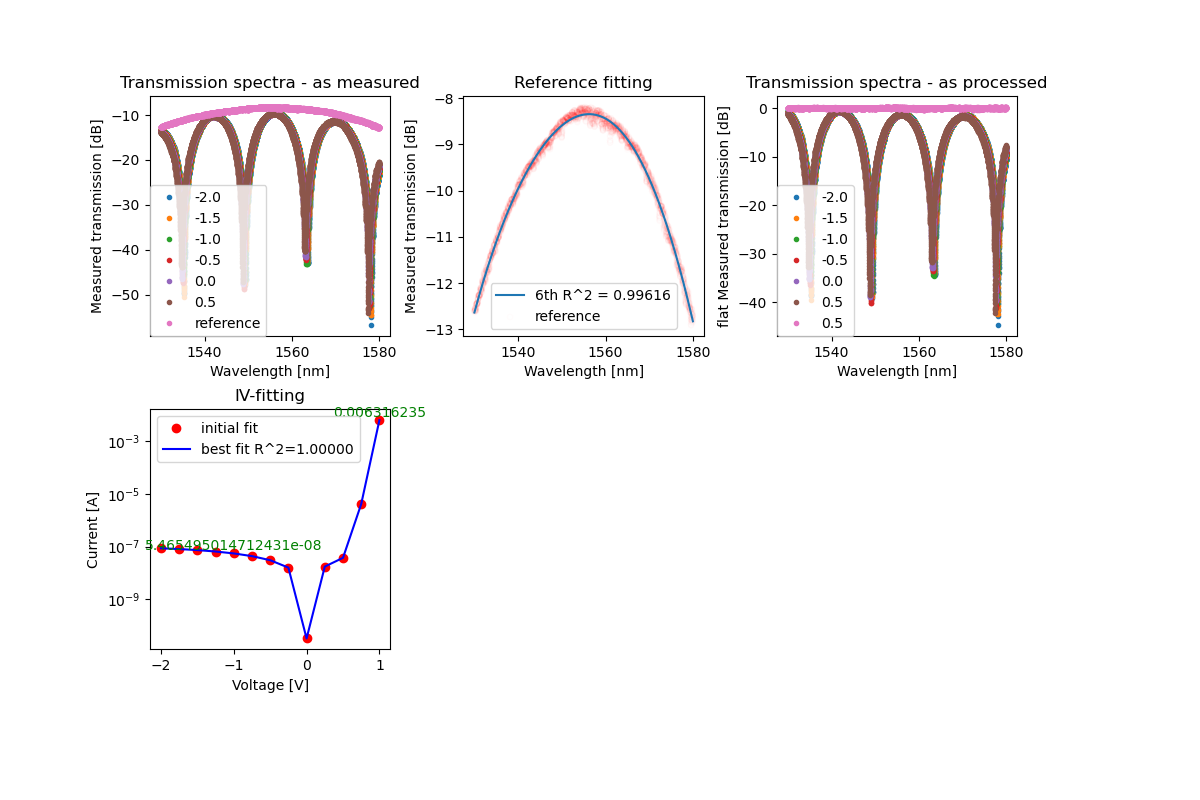 Transmission spectra - as measured
Measured transmission [dB]
−10
−20
−30
−40
−50
-2.0
-1.5
-1.0
-0.5
0.0
0.5
reference
1540
1560
1580
Wavelength [nm]
Reference fitting
Measured transmission [dB]
−8
−9
−10
−11
−12
−13
6th R^2 = 0.99616
reference
1540
1560
1580
Wavelength [nm]
Transmission spectra - as processed
flat Measured transmission [dB]
0
−10
−20
−30
−40
-2.0
-1.5
-1.0
-0.5
0.0
0.5
0.5
1540
1560
1580
Wavelength [nm]
IV-fitting
Current [A]
10−3
10−5
10−7
10−9
0.006316235
initial fit
best fit R^2=1.00000
5.465495014712431e-08
−2
−1
0
1
Voltage [V]